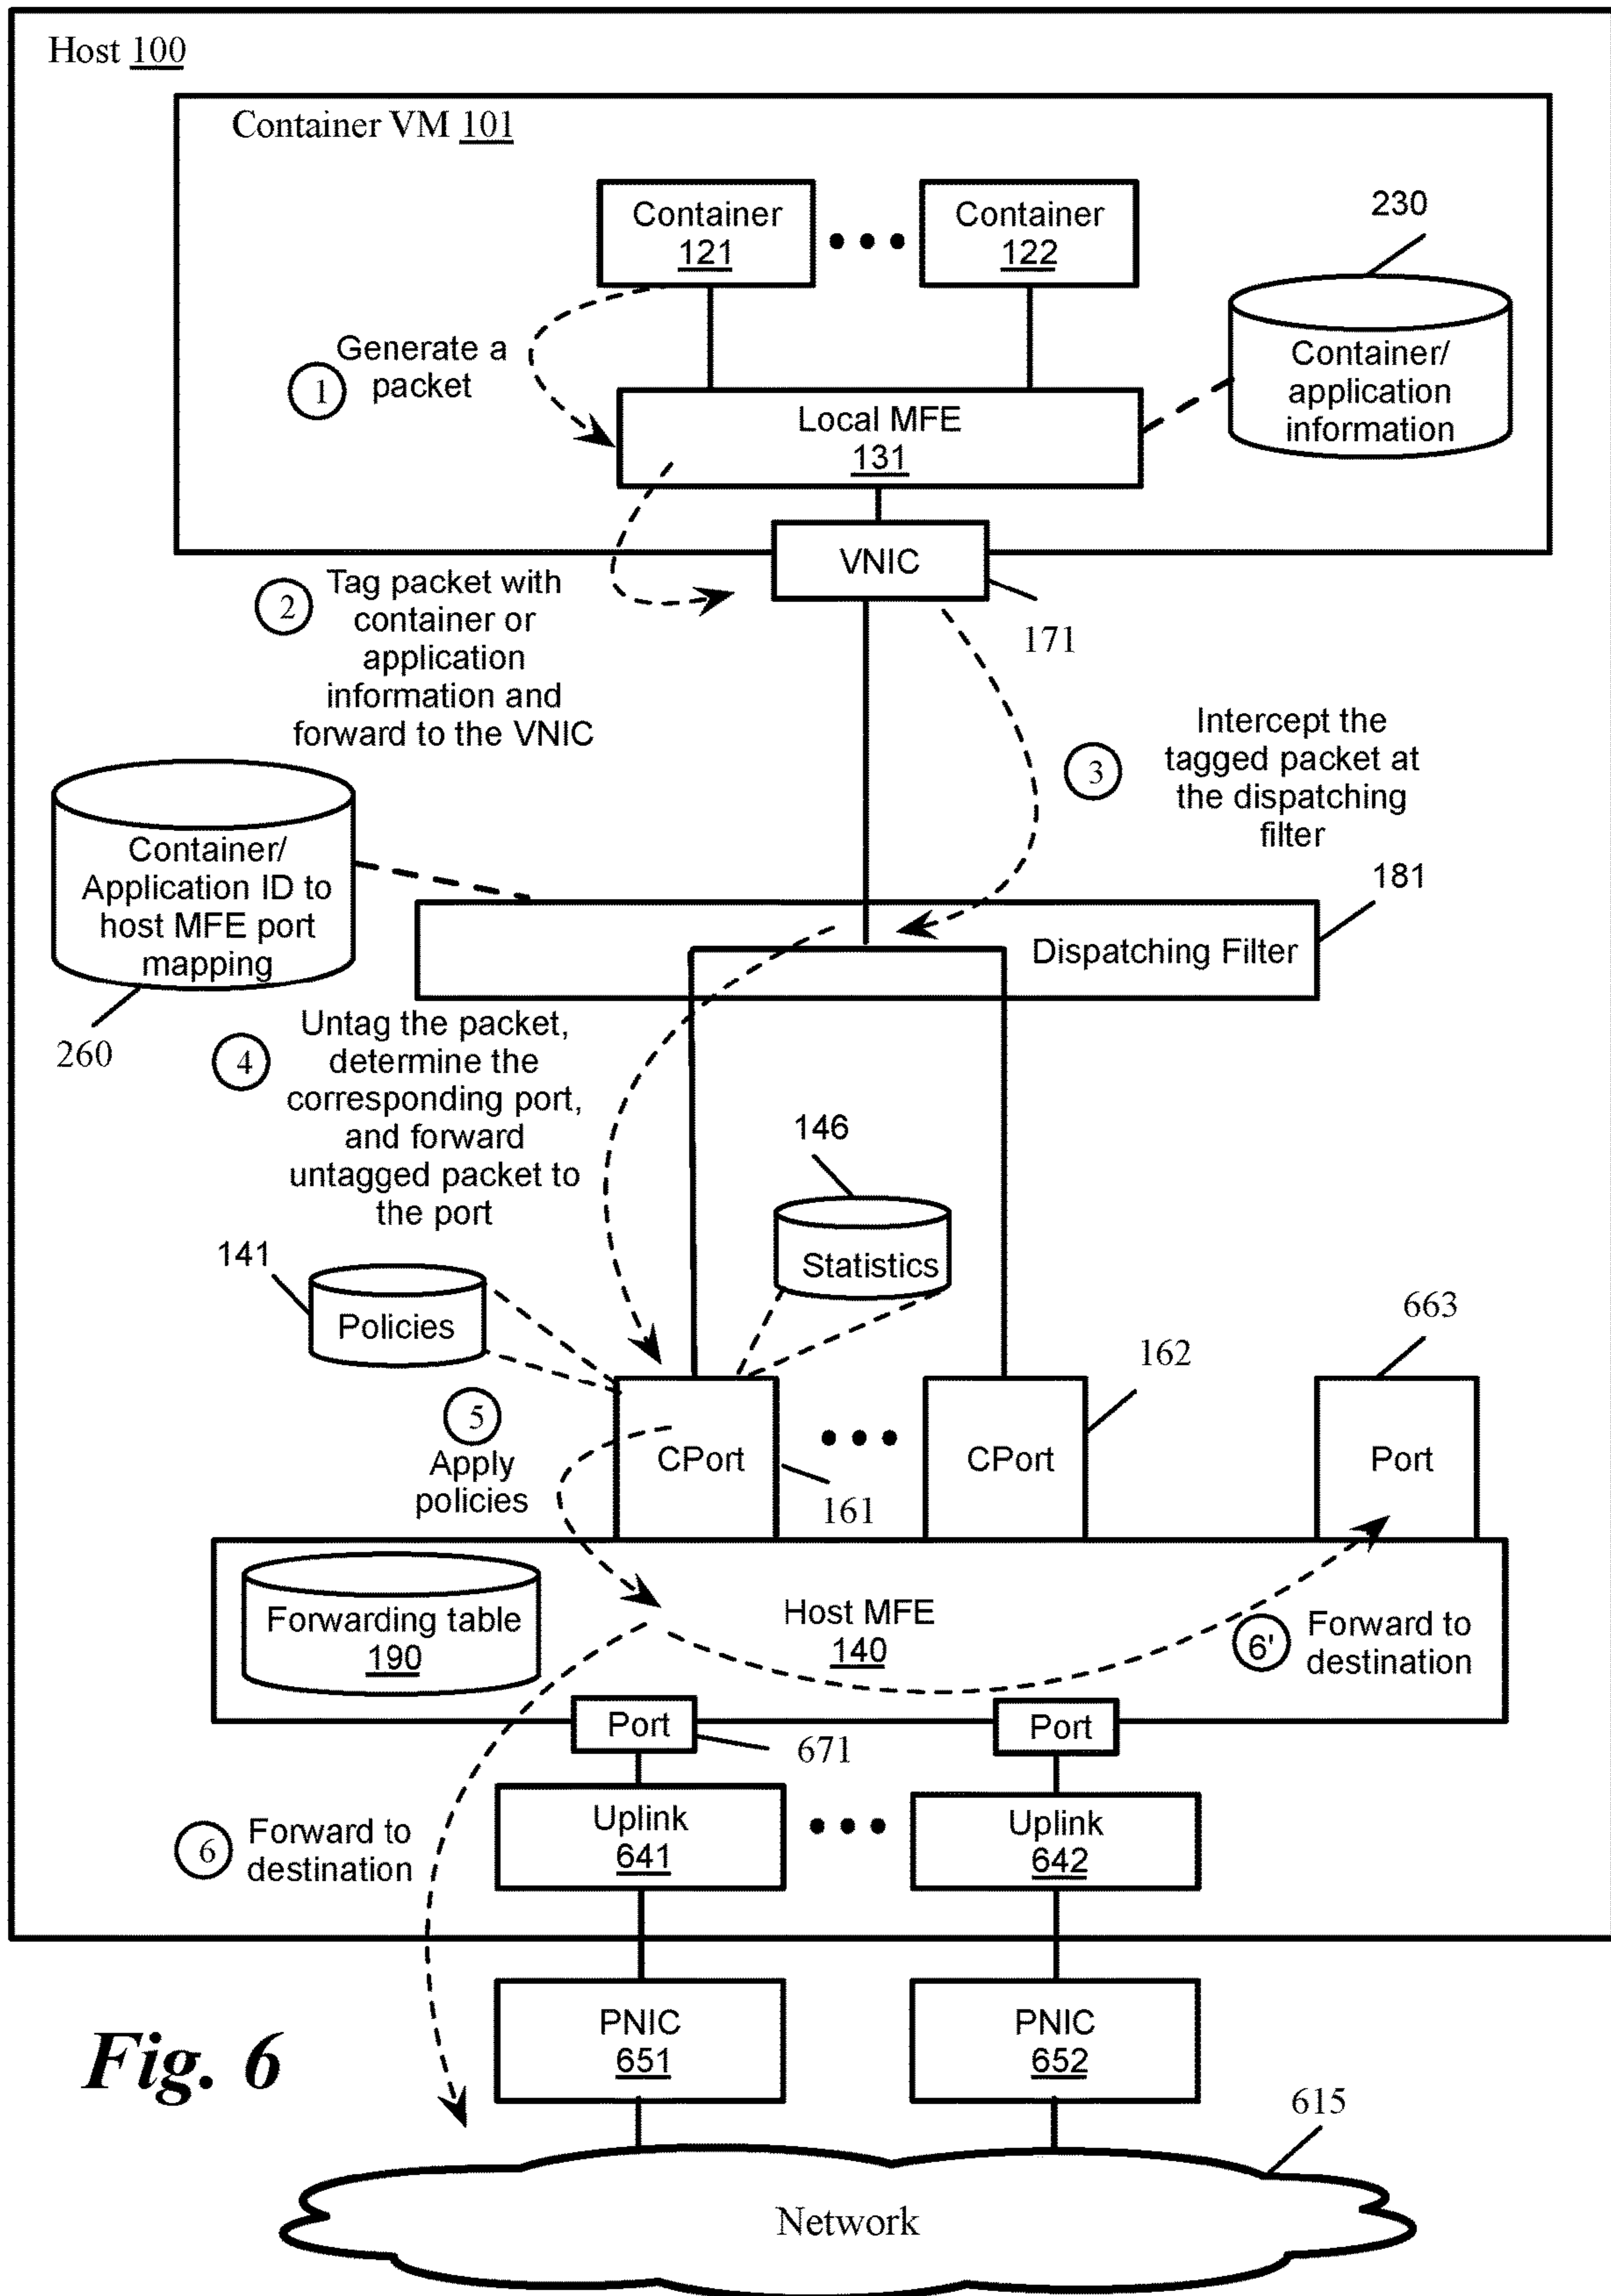 Host 100
Container VM 101
Container
121
Container
122
230
Container/
application
information
1
Generate a
packet
Local MFE
131
VNIC
171
2
Tag packet with
container or
application
information and
forward to the VNIC
3
Intercept the
tagged packet at
the dispatching
filter
Container/
Application ID to
host MFE port
mapping
260
181
Dispatching Filter
4
Untag the packet,
determine the
corresponding port,
and forward
untagged packet to
the port
146
Statistics
141
Policies
663
162
5
Apply
policies
CPort
161
CPort
Port
Forwarding table
190
Host MFE
140
6'
Forward to
destination
Port
671
Port
6
Forward to
destination
Uplink
641
Uplink
642
PNIC
651
PNIC
652
Fig. 6
615
Network